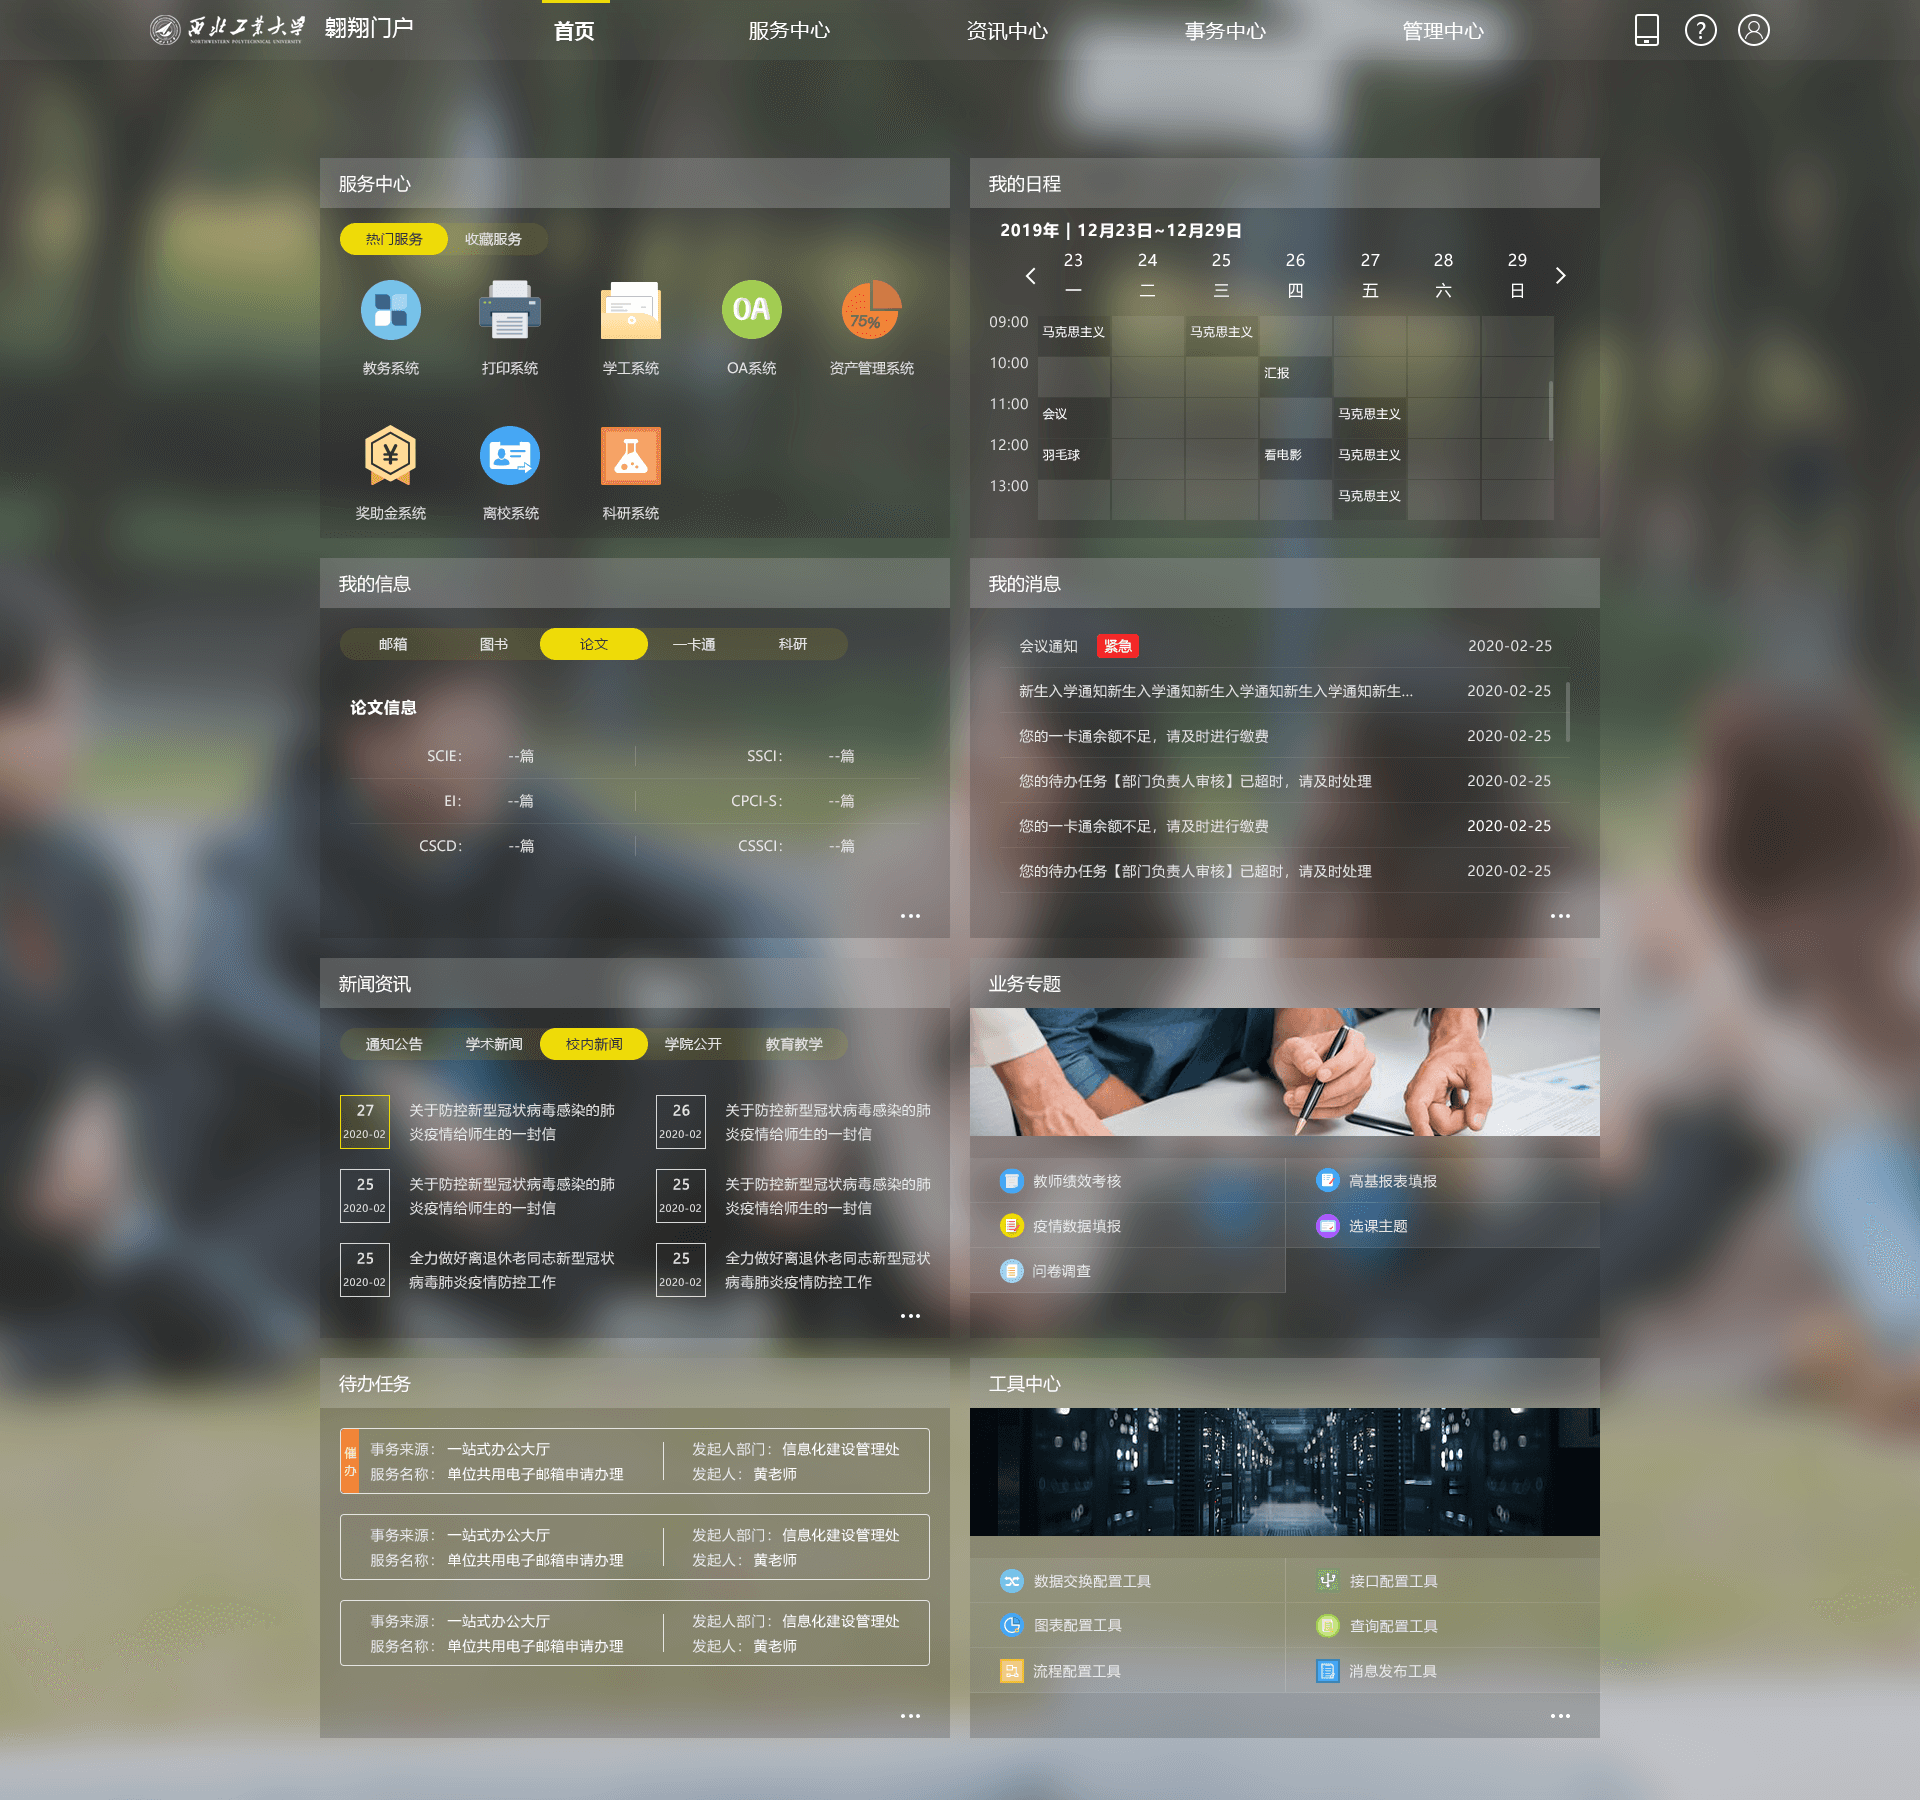 西北工业大学
NORTHWESTERN POLYTECHNICAL UNIVERSITY
翱翔门户
首页
服务中心
资讯中心
事务中心
管理中心
?
服务中心
热门服务
收藏服务
OA
75%
教务系统
打印系统
学工系统
OA系统
资产管理系统
¥
奖助金系统
离校系统
科研系统
我的日程
2019年 | 12月23日~12月29日
23 24 25 26 27 28 29
一 二 三 四 五 六 日
09:00 马克思主义 马克思主义
10:00 汇报
11:00 会议 马克思主义
12:00 羽毛球 看电影 马克思主义
13:00 马克思主义
我的信息
邮箱
图书
论文
一卡通
科研
论文信息
SCIE: --篇 SSCI: --篇
EI: --篇 CPCI-S: --篇
CSCD: --篇 CSSCI: --篇
...
我的消息
会议通知 紧急 2020-02-25
新生入学通知新生入学通知新生入学通知新生入学通知新生... 2020-02-25
您的一卡通余额不足，请及时进行缴费 2020-02-25
您的待办任务【部门负责人审核】已超时，请及时处理 2020-02-25
您的一卡通余额不足，请及时进行缴费 2020-02-25
您的待办任务【部门负责人审核】已超时，请及时处理 2020-02-25
...
新闻资讯
通知公告
学术新闻
校内新闻
学院公开
教育教学
27
2020-02
关于防控新型冠状病毒感染的肺
炎疫情给师生的一封信
26
2020-02
关于防控新型冠状病毒感染的肺
炎疫情给师生的一封信
25
2020-02
关于防控新型冠状病毒感染的肺
炎疫情给师生的一封信
25
2020-02
关于防控新型冠状病毒感染的肺
炎疫情给师生的一封信
25
2020-02
全力做好离退休老同志新型冠状
病毒肺炎疫情防控工作
25
2020-02
全力做好离退休老同志新型冠状
病毒肺炎疫情防控工作
...
业务专题
教师绩效考核
高基报表填报
疫情数据填报
选课主题
问卷调查
待办任务
催办
事务来源： 一站式办公大厅
服务名称： 单位共用电子邮箱申请办理
发起人部门： 信息化建设管理处
发起人： 黄老师
事务来源： 一站式办公大厅
服务名称： 单位共用电子邮箱申请办理
发起人部门： 信息化建设管理处
发起人： 黄老师
事务来源： 一站式办公大厅
服务名称： 单位共用电子邮箱申请办理
发起人部门： 信息化建设管理处
发起人： 黄老师
...
工具中心
数据交换配置工具
接口配置工具
图表配置工具
查询配置工具
流程配置工具
消息发布工具
...